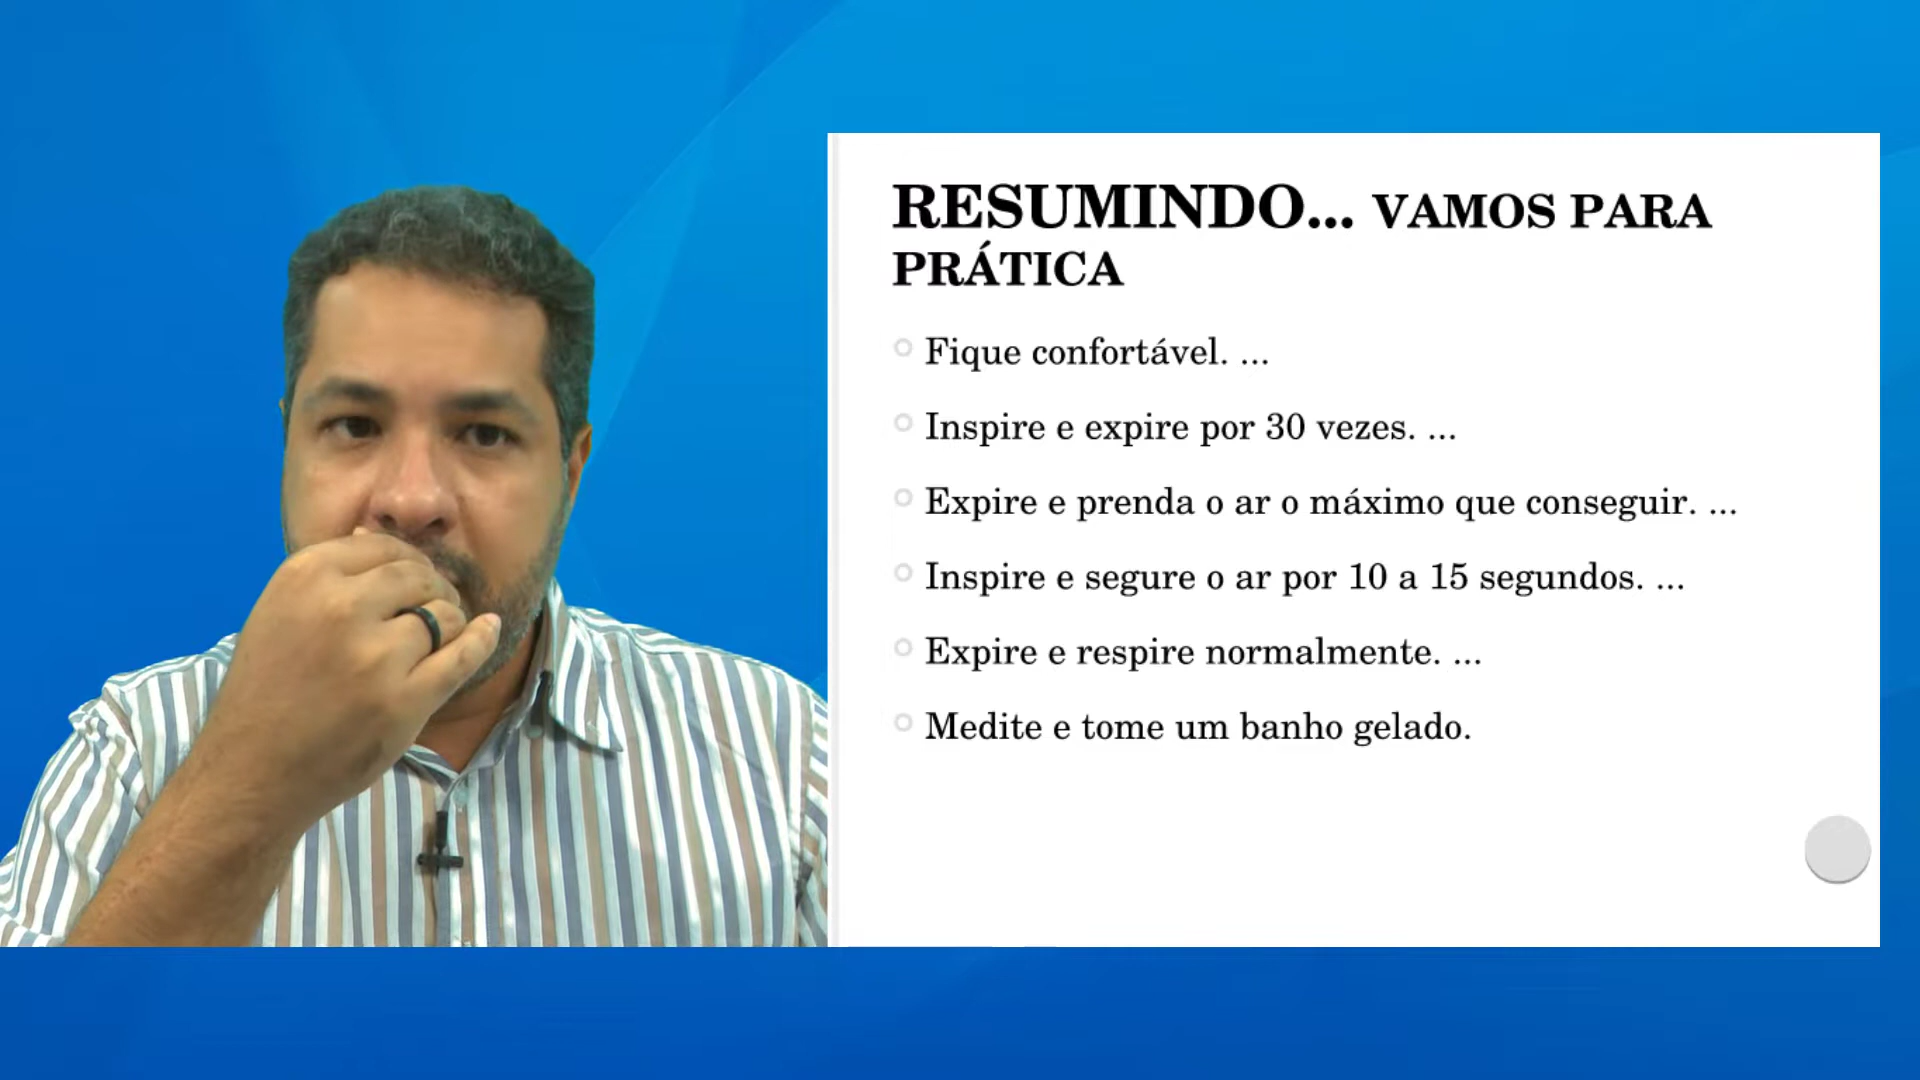 RESUMINDO... VAMOS PARA
PRÁTICA
Fique confortável. ...
Inspire e expire por 30 vezes. ...
Expire e prenda o ar o máximo que conseguir. ...
Inspire e segure o ar por 10 a 15 segundos. ...
Expire e respire normalmente. ...
Medite e tome um banho gelado.